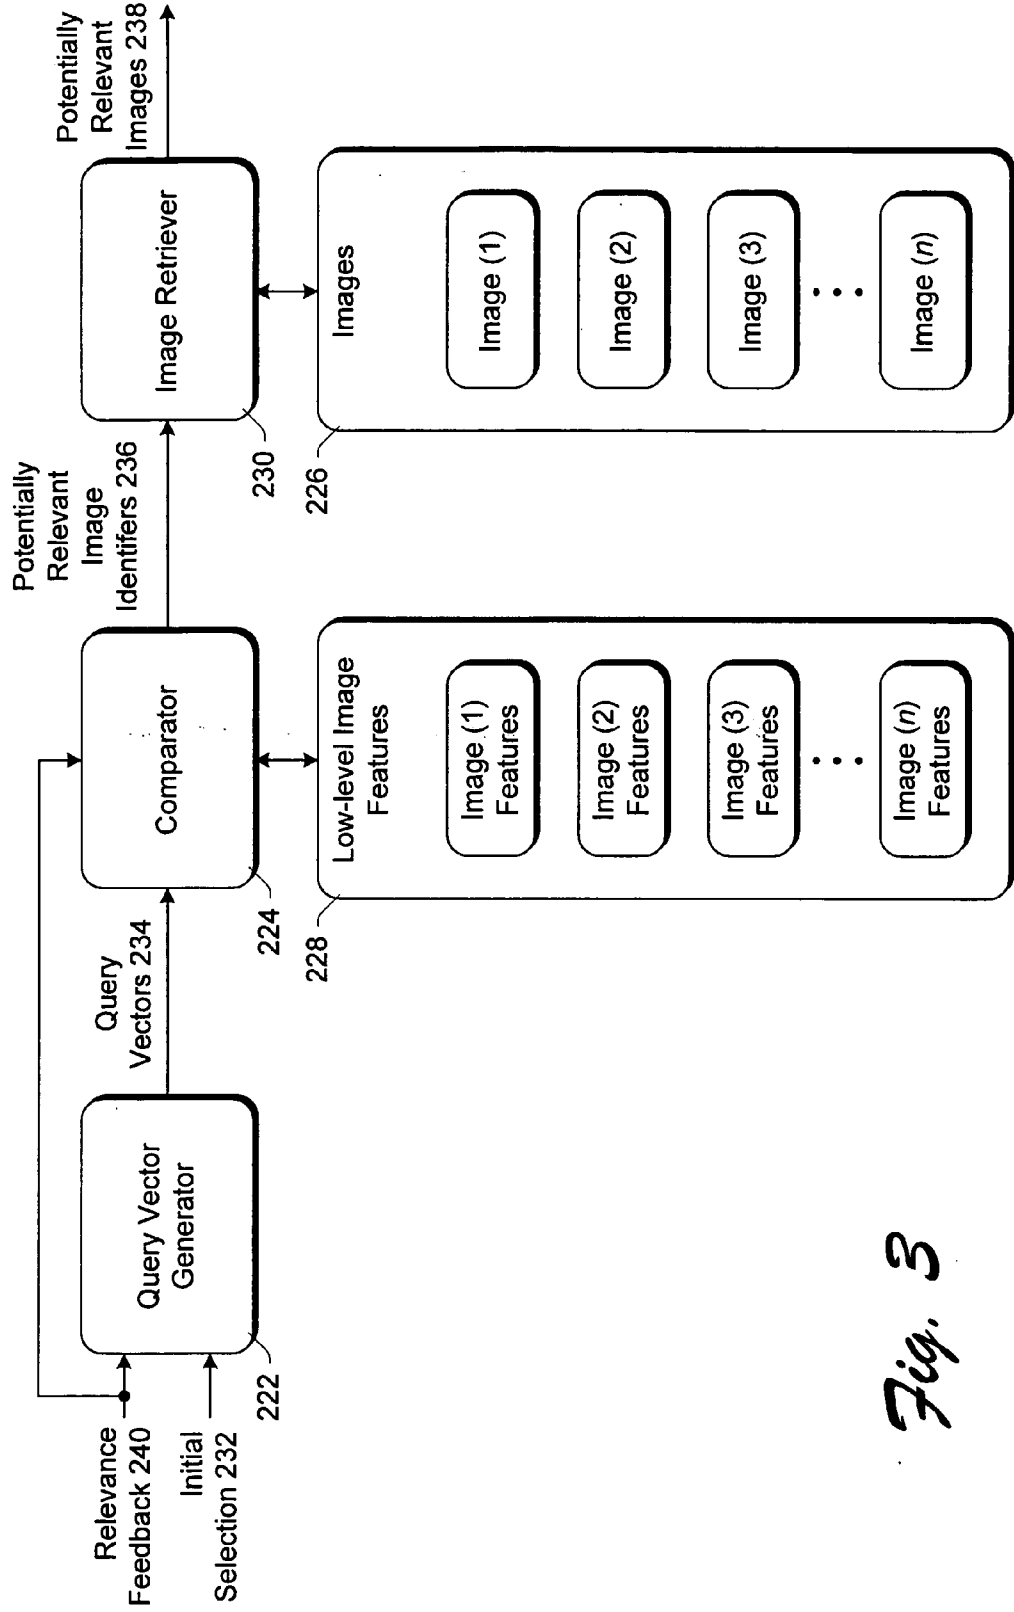 Relevance
Feedback 240
Initial
Selection 232
Query Vector
Generator
222
Query
Vectors 234
Comparator
224
Low-level Image
Features
Image (1)
Features
Image (2)
Features
Image (3)
Features
Image (n)
Features
228
Potentially
Relevant
Image
Identifers 236
Image Retriever
230
Images
Image (1)
Image (2)
Image (3)
Image (n)
226
Potentially
Relevant
Images 238
Fig. 3